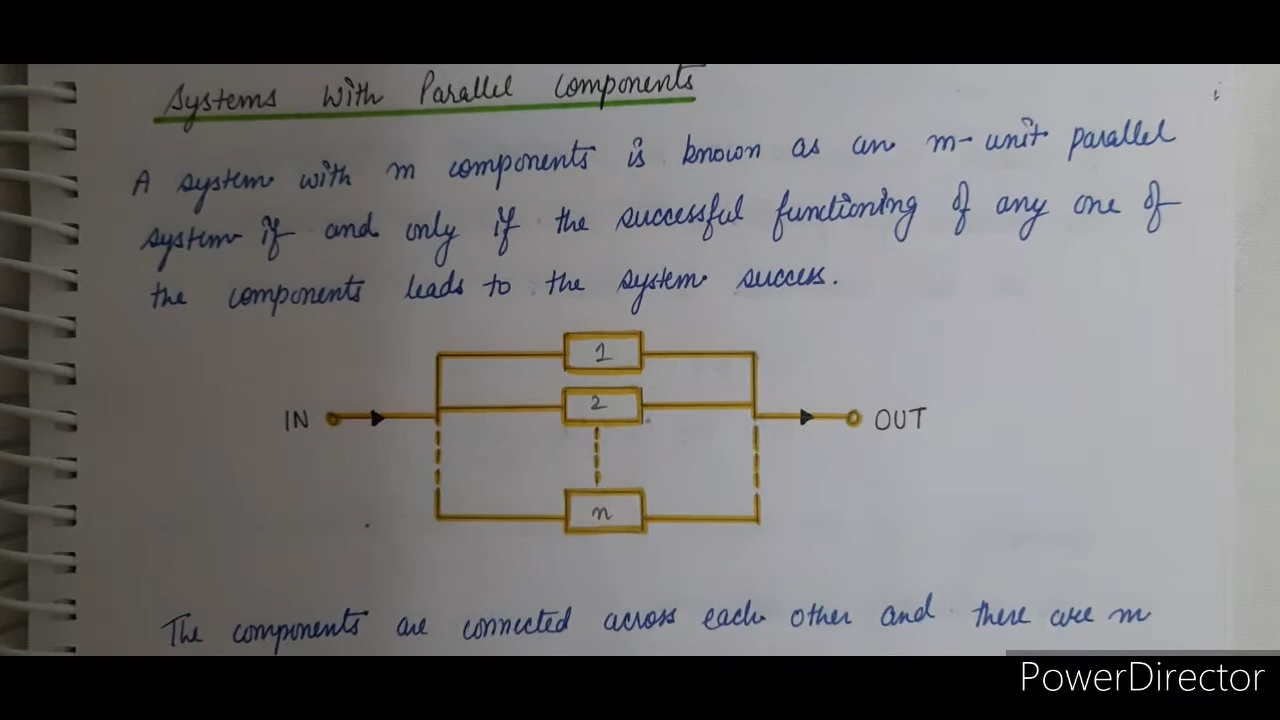 Systems With Parallel Components
A system with m components is known as an m-unit parallel
system if and only if the successful functioning of any one of
the components leads to the system success.
1
IN 2 OUT
n
The components are connected across each other and there are m
PowerDirector